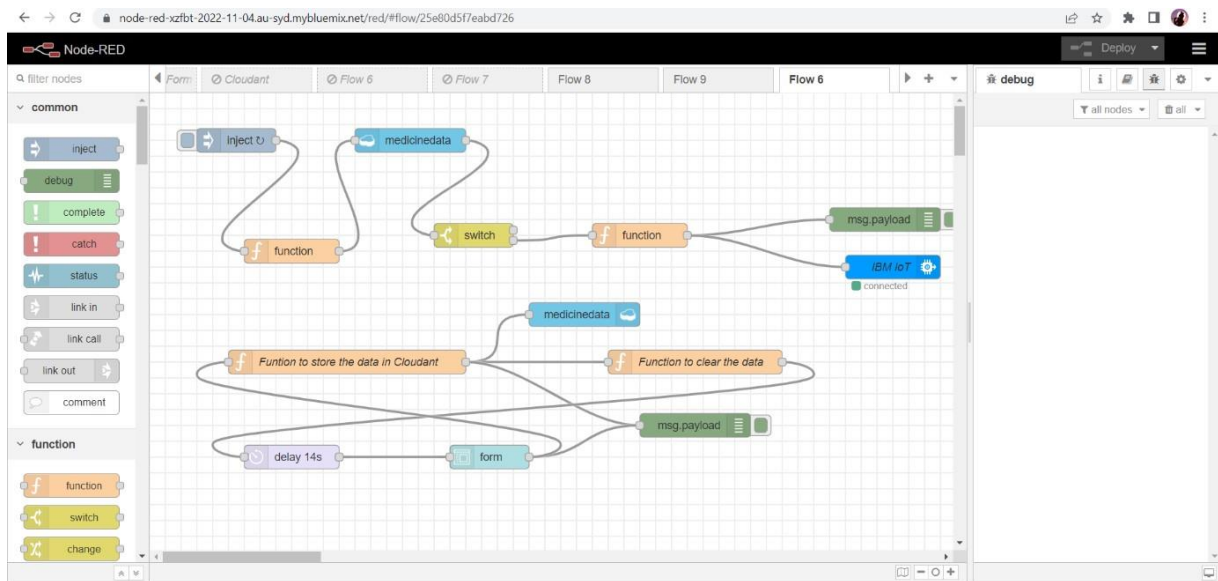 node-red-xzfbt-2022-11-04.au-syd.mybluemix.net/red/#flow/25e80d5f7eabd726
Node-RED
Deploy
filter nodes
Form
Cloudant
Flow 6
Flow 7
Flow 8
Flow 9
Flow 6
debug
i
all nodes
all
common
inject
debug
complete
catch
status
link in
link call
link out
comment
function
function
switch
change
inject ↻
medicinedata
function
switch
function
msg.payload
IBM IoT
connected
medicinedata
Funtion to store the data in Cloudant
Function to clear the data
msg.payload
delay 14s
form